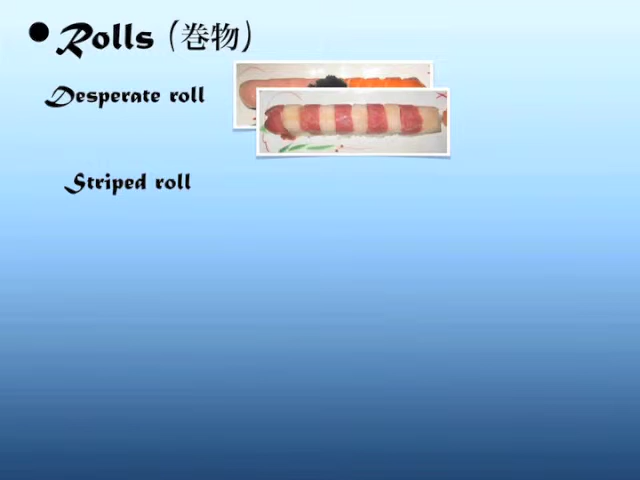 • Rolls (巻物)
Desperate roll
Striped roll